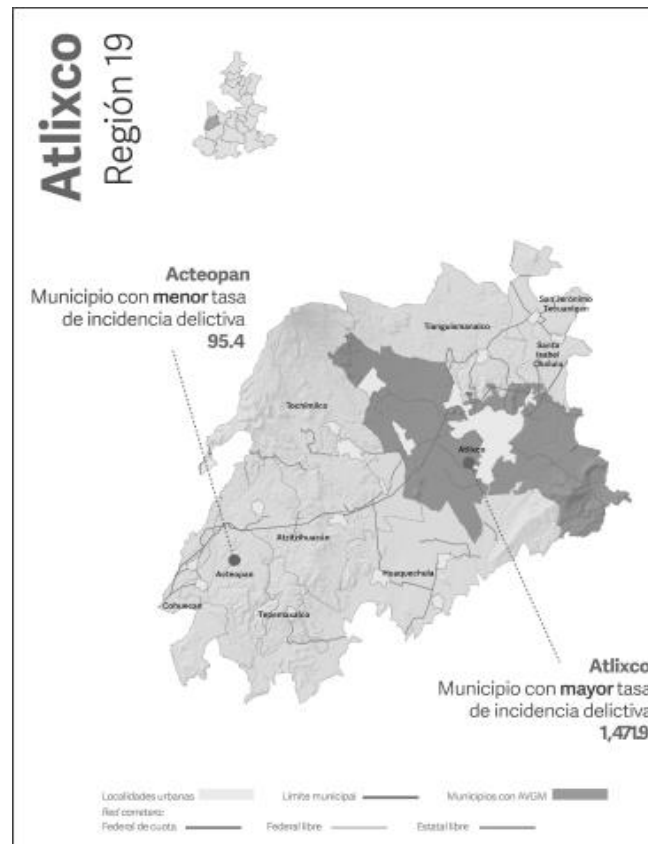 Atlixco
Región 19
Acteopan
Municipio con menor tasa
de incidencia delictiva
95.4
San Jerónimo
Tecuanipan
Tianguismanalco
Santa
Isabel
Cholula
Tochimilco
Atlixco
Atzitzihuacán
Acteopan
Huaquechula
Cohuecan
Tepemaxalco
Atlixco
Municipio con mayor tasa
de incidencia delictiva
1,471.9
Localidades urbanas
Límite municipal
Municipios con AVGM
Red carretera:
Federal de cuota
Federal libre
Estatal libre